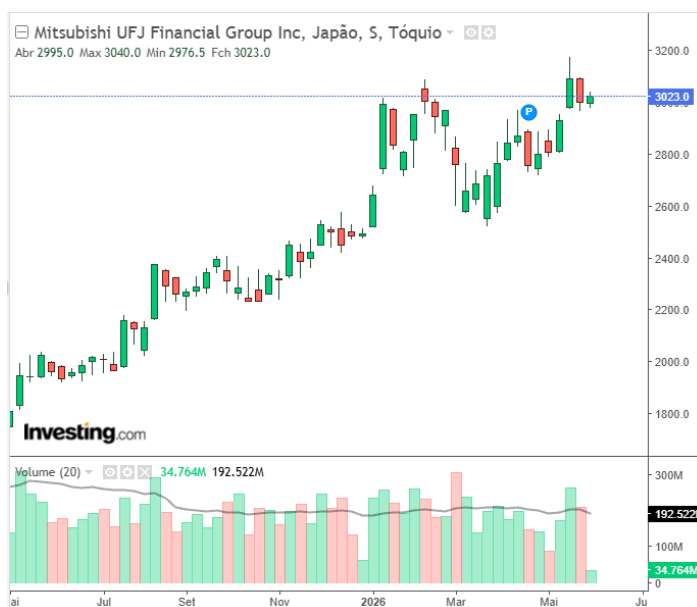 Mitsubishi UFJ Financial Group Inc, Japão, S, Tóquio
Abr 2995.0 Max 3040.0 Min 2976.5 Fch 3023.0
3200.0
3023.0
2800.0
2600.0
2400.0
2200.0
2000.0
1800.0
P
Investing.com
Volume (20) 34.764M 192.522M
300M
192.522
100M
34.764M
0
ai Jul Set Nov 2026 Mar Mai Ju